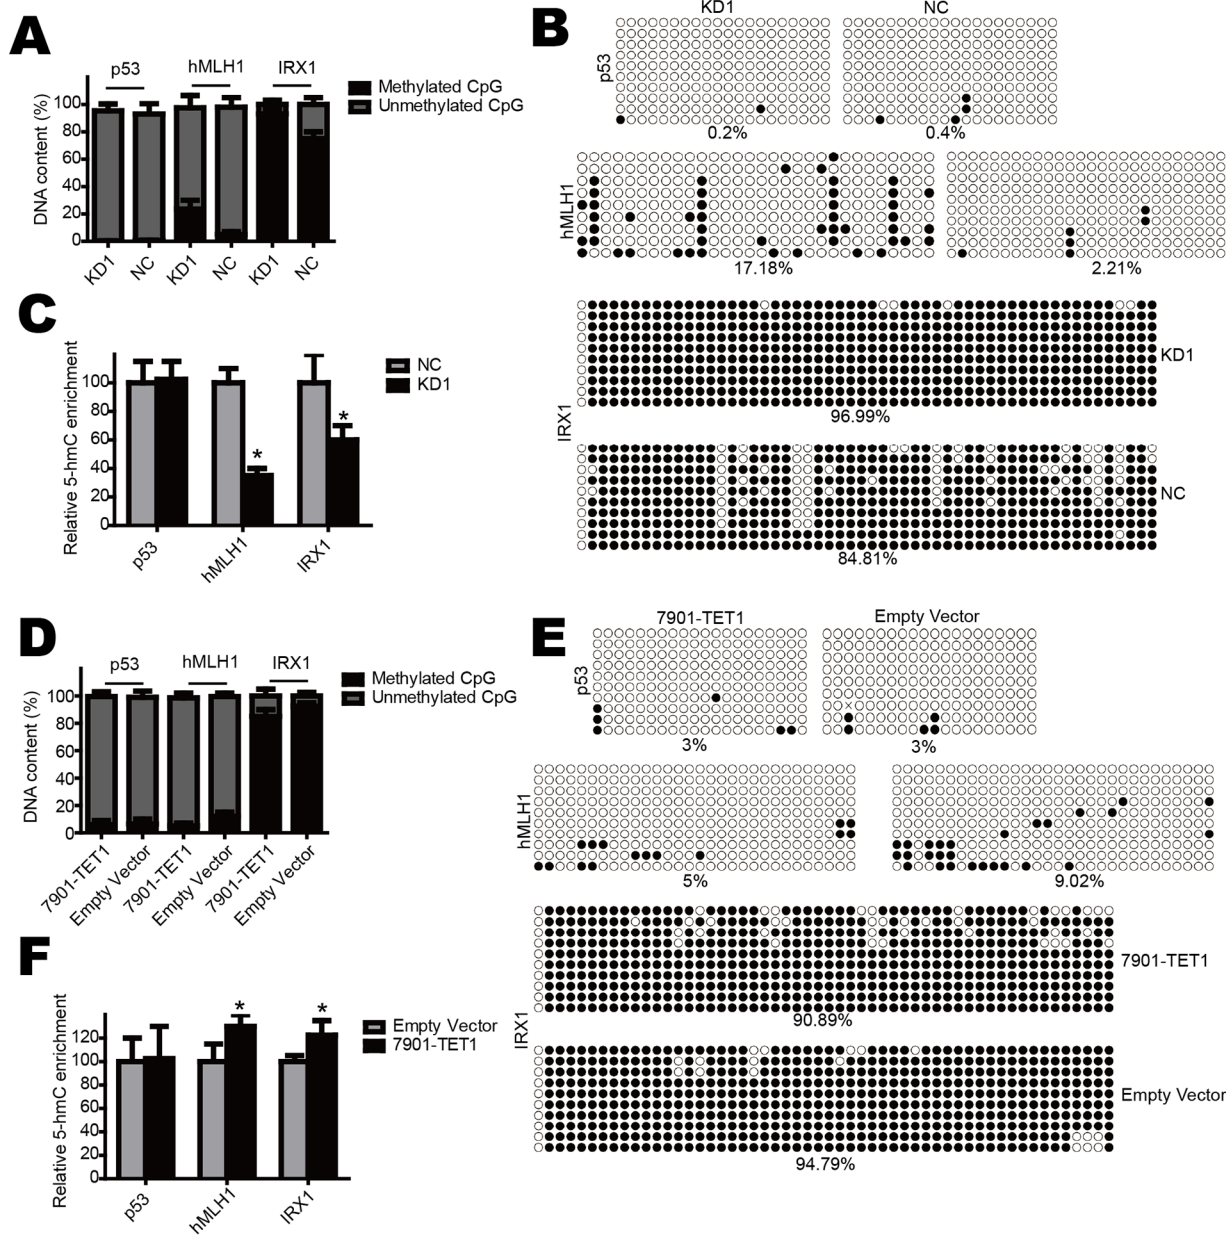 A
p53
hMLH1
IRX1
Methylated CpG
Unmethylated CpG
DNA content (%)
100
80
60
40
20
0
KD1
NC
KD1
NC
KD1
NC
B
KD1
NC
p53
0.2%
0.4%
hMLH1
17.18%
2.21%
IRX1
KD1
96.99%
NC
84.81%
C
Relative 5-hmC enrichment
100
80
60
40
20
0
NC
KD1
*
*
p53
hMLH1
IRX1
D
p53
hMLH1
IRX1
Methylated CpG
Unmethylated CpG
DNA content (%)
100
80
60
40
20
0
7901-TET1
Empty Vector
7901-TET1
Empty Vector
7901-TET1
Empty Vector
E
7901-TET1
Empty Vector
p53
3%
3%
hMLH1
5%
9.02%
IRX1
7901-TET1
90.89%
Empty Vector
94.79%
F
Relative 5-hmC enrichment
120
100
80
60
40
20
0
*
*
Empty Vector
7901-TET1
p53
hMLH1
IRX1